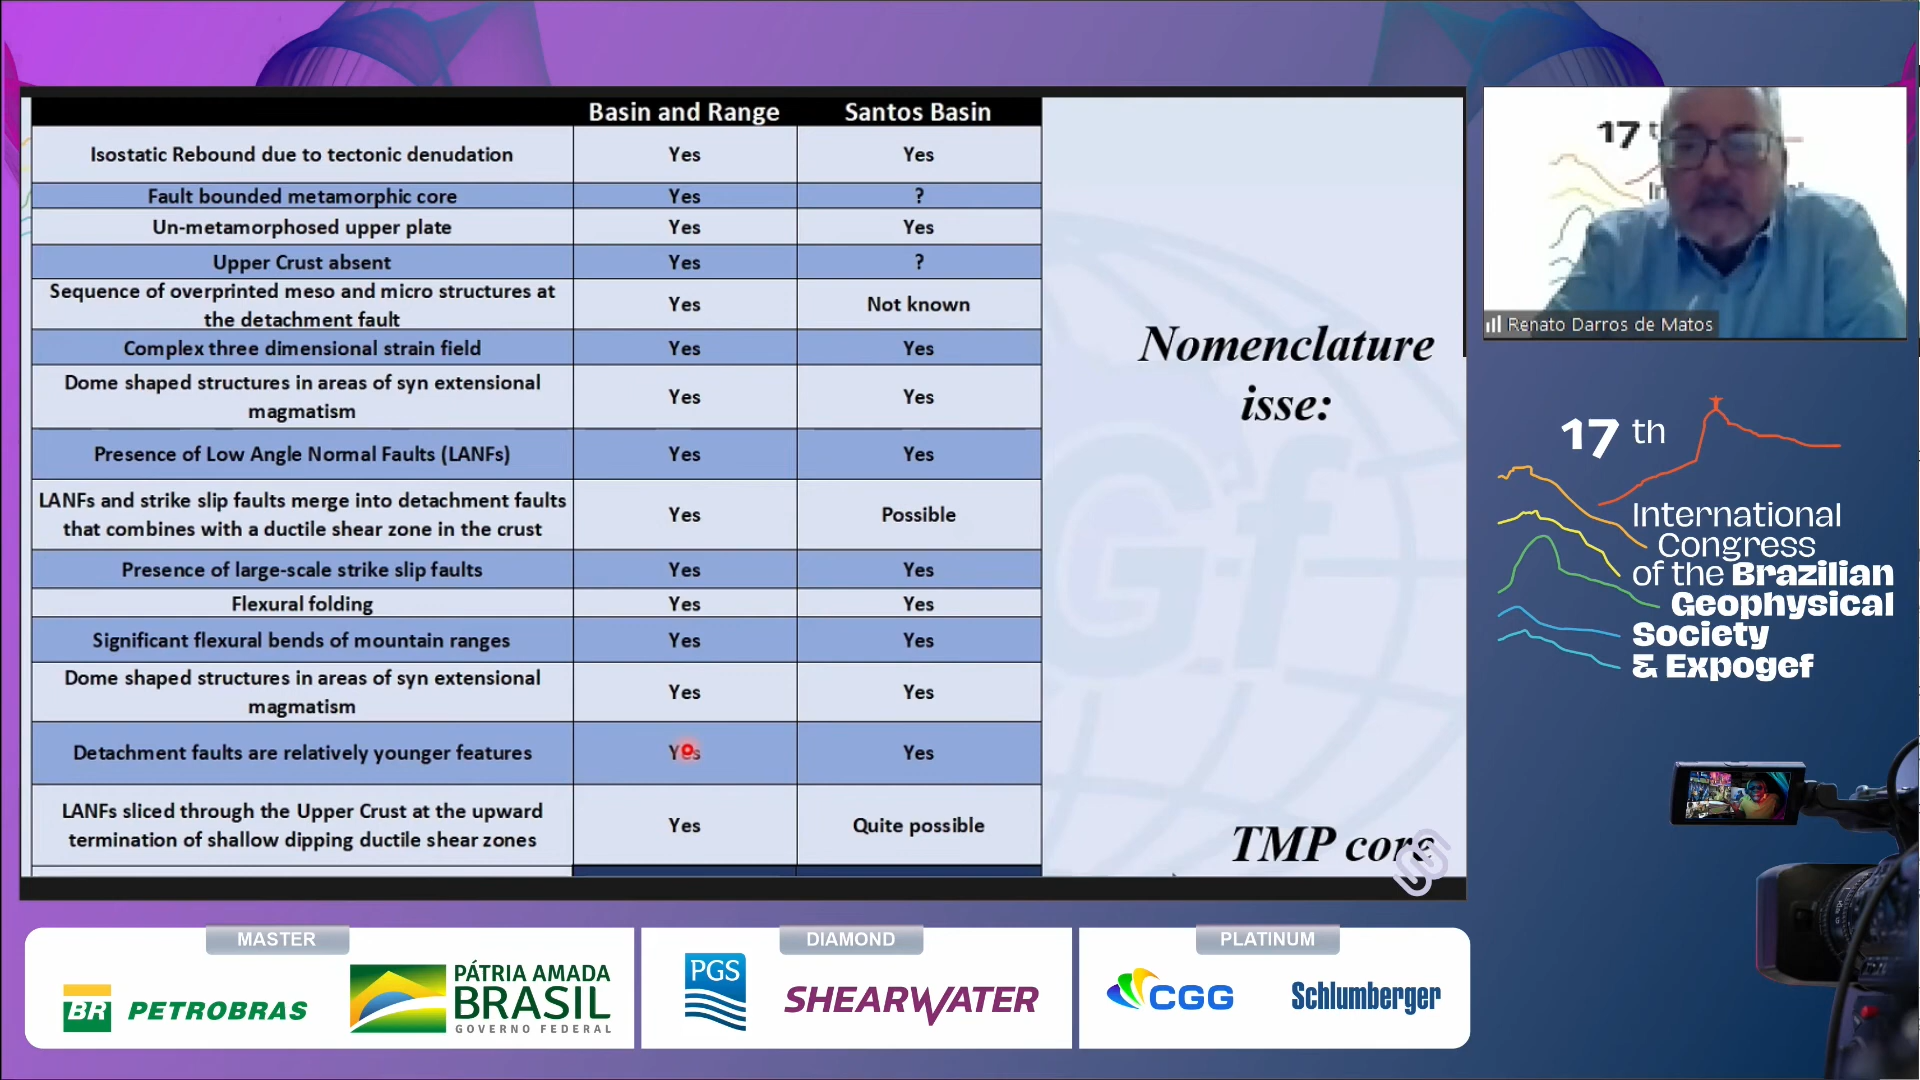 Basin and Range Santos Basin
Isostatic Rebound due to tectonic denudation Yes Yes
Fault bounded metamorphic core Yes ?
Un-metamorphosed upper plate Yes Yes
Upper Crust absent Yes ?
Sequence of overprinted meso and micro structures at
the detachment fault Yes Not known
Complex three dimensional strain field Yes Yes
Dome shaped structures in areas of syn extensional
magmatism Yes Yes
Presence of Low Angle Normal Faults (LANFs) Yes Yes
LANFs and strike slip faults merge into detachment faults
that combines with a ductile shear zone in the crust Yes Possible
Presence of large-scale strike slip faults Yes Yes
Flexural folding Yes Yes
Significant flexural bends of mountain ranges Yes Yes
Dome shaped structures in areas of syn extensional
magmatism Yes Yes
Detachment faults are relatively younger features Yes Yes
LANFs sliced through the Upper Crust at the upward
termination of shallow dipping ductile shear zones Yes Quite possible
Nomenclature
isse:
TMP core
17
Renato Darros de Matos
17 th
International
Congress
of the Brazilian
Geophysical
Society
& Expogef
MASTER
BR PETROBRAS
PÁTRIA AMADA
BRASIL
GOVERNO FEDERAL
DIAMOND
PGS
SHEARWATER
PLATINUM
CGG
Schlumberger